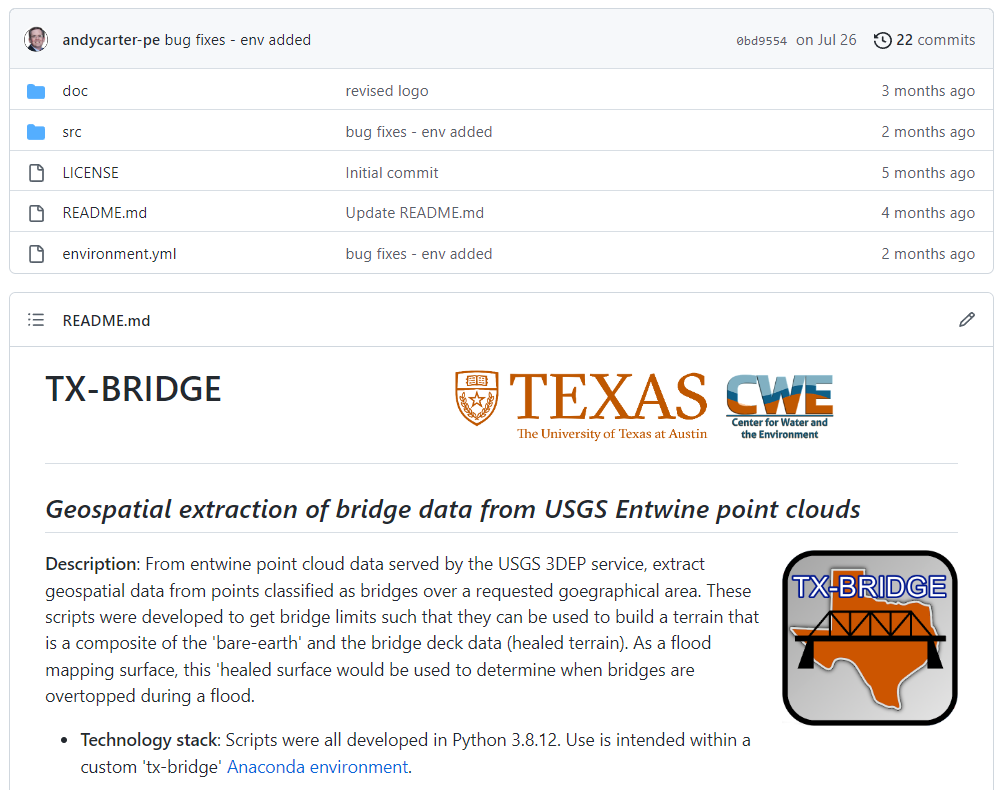 andycarter-pe bug fixes - env added 0bd9554 on Jul 26 22 commits
doc revised logo 3 months ago
src bug fixes - env added 2 months ago
LICENSE Initial commit 5 months ago
README.md Update README.md 4 months ago
environment.yml bug fixes - env added 2 months ago
README.md
TX-BRIDGE
TEXAS
The University of Texas at Austin
CWE
Center for Water and
the Environment
Geospatial extraction of bridge data from USGS Entwine point clouds
Description: From entwine point cloud data served by the USGS 3DEP service, extract
geospatial data from points classified as bridges over a requested goegraphical area. These
scripts were developed to get bridge limits such that they can be used to build a terrain that
is a composite of the 'bare-earth' and the bridge deck data (healed terrain). As a flood
mapping surface, this 'healed surface would be used to determine when bridges are
overtopped during a flood.
TX-BRIDGE
• Technology stack: Scripts were all developed in Python 3.8.12. Use is intended within a
custom 'tx-bridge' Anaconda environment.